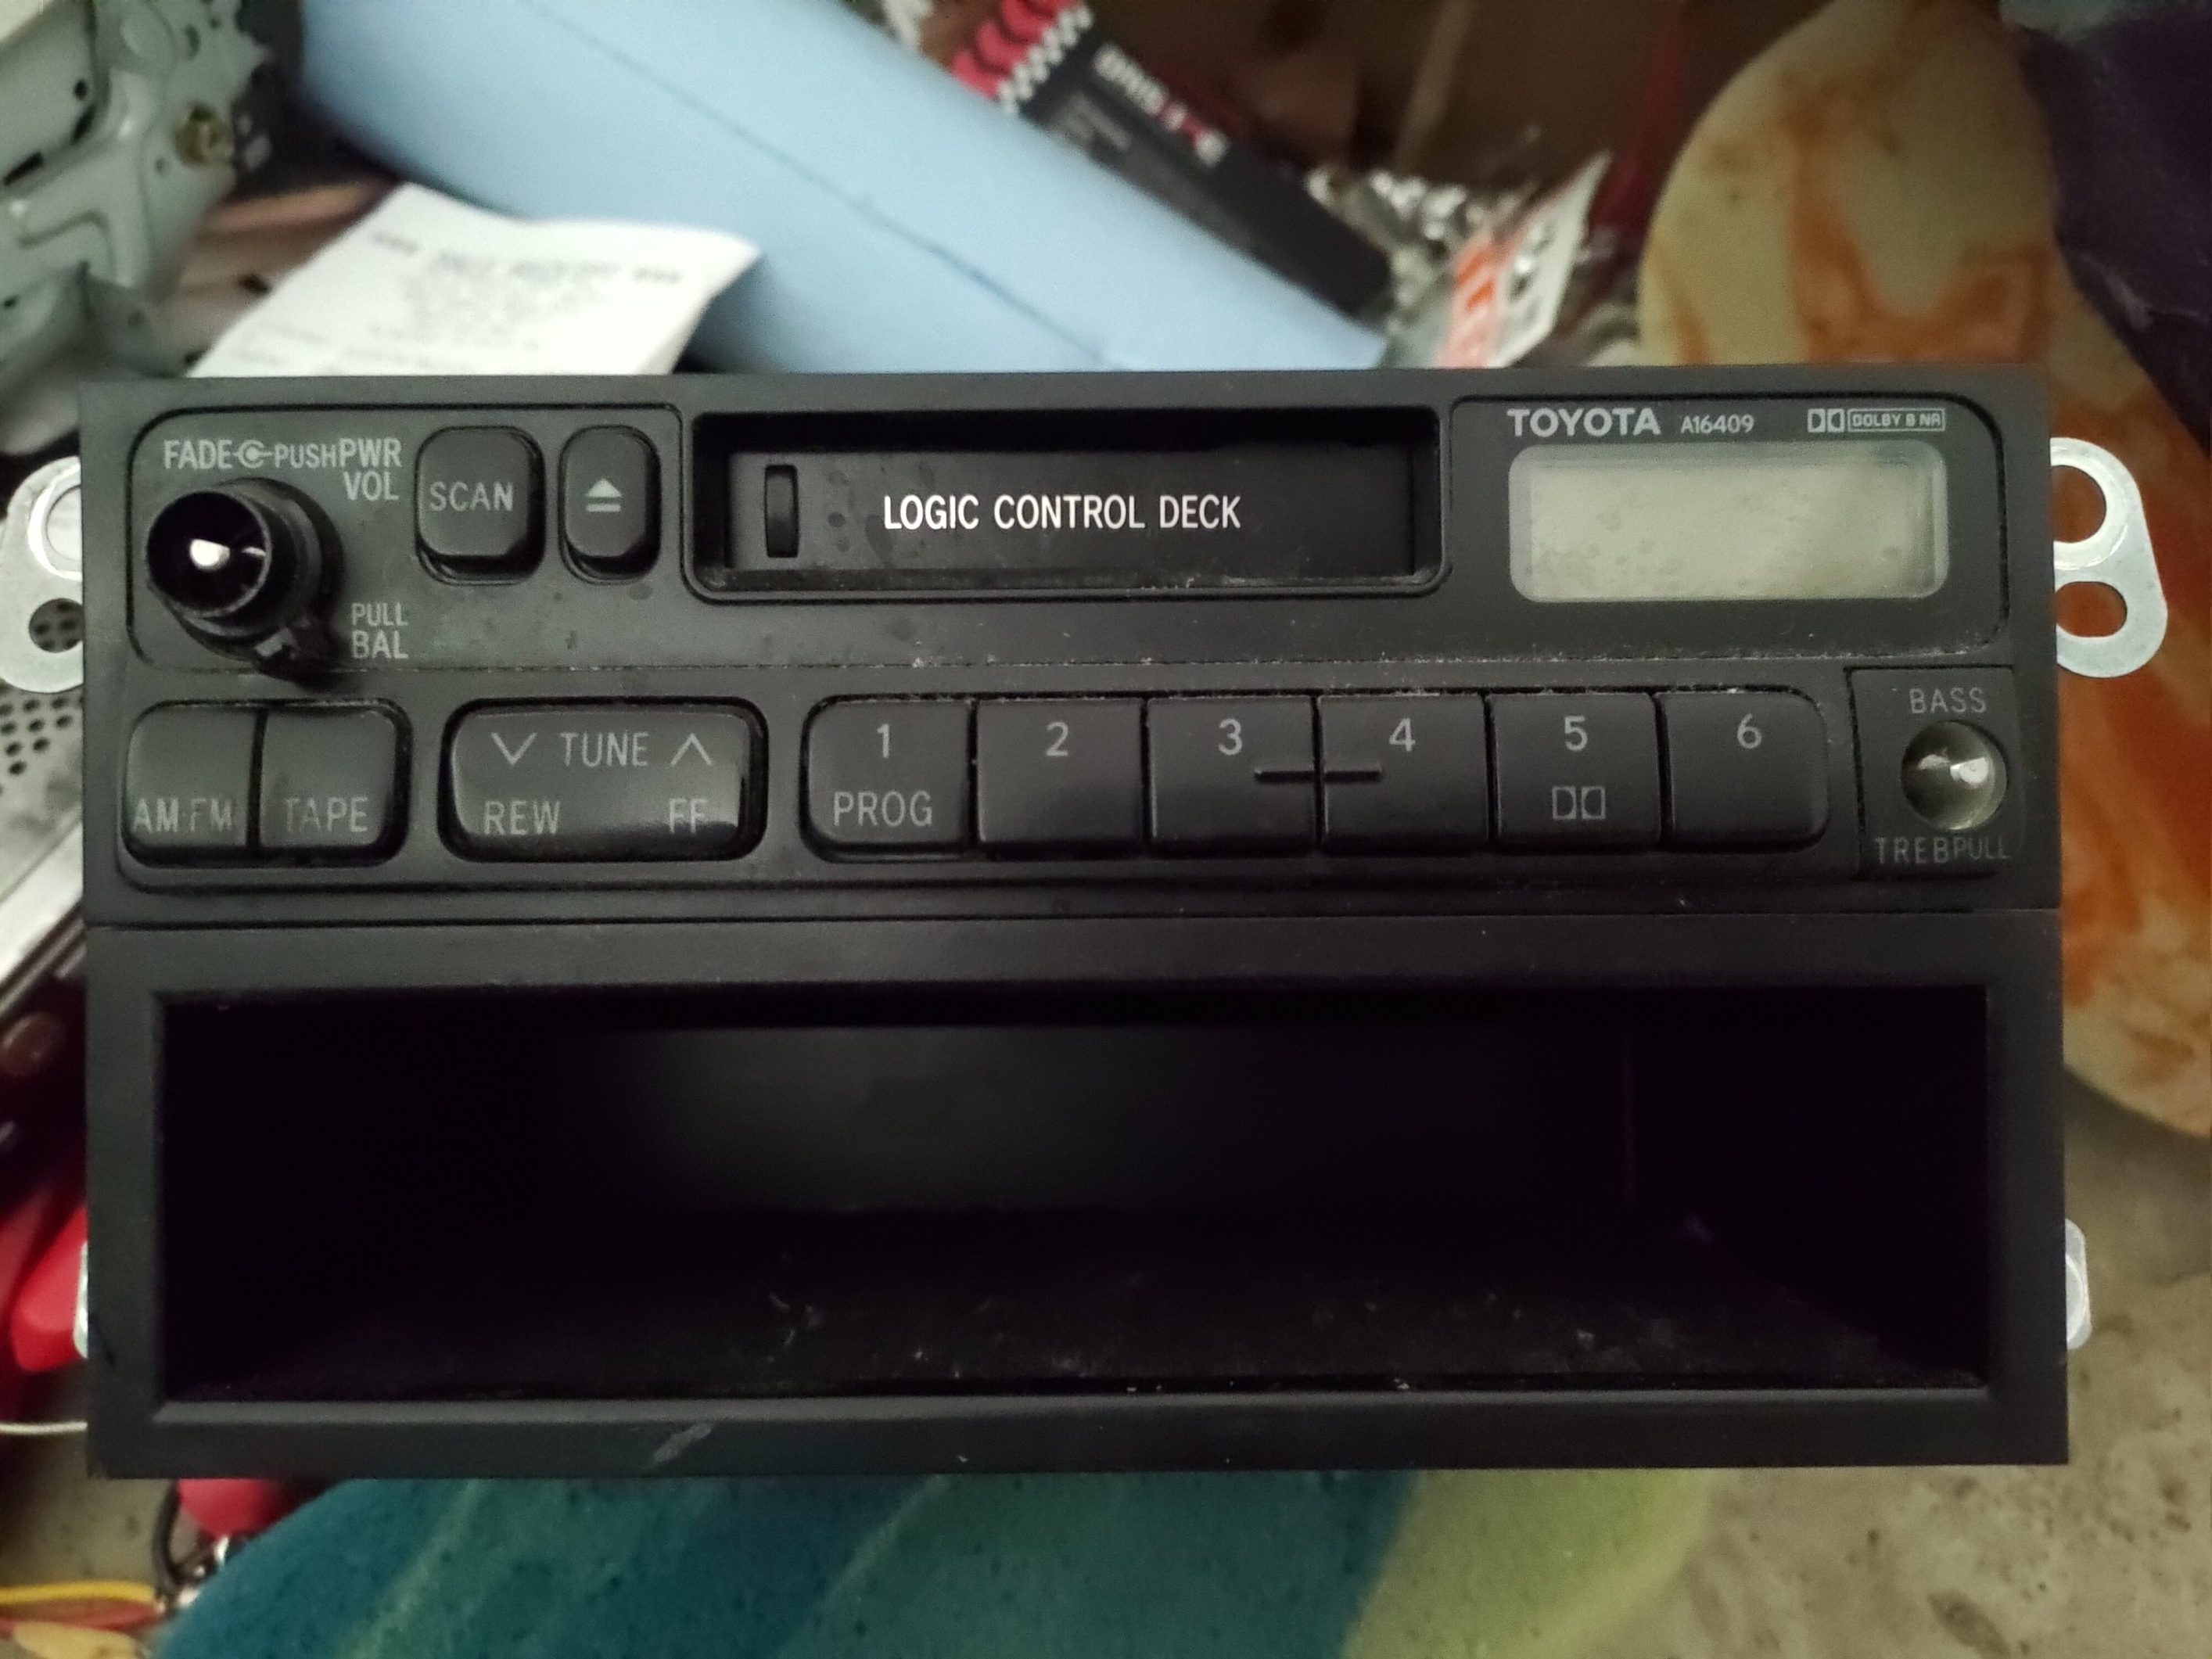 FADE PUSH PWR
VOL
SCAN
LOGIC CONTROL DECK
TOYOTA A16409 DOLBY B NR
PULL
BAL
AM·FM TAPE
TUNE
REW FF
1 2 3 4 5 6
PROG
BASS
TREB PULL